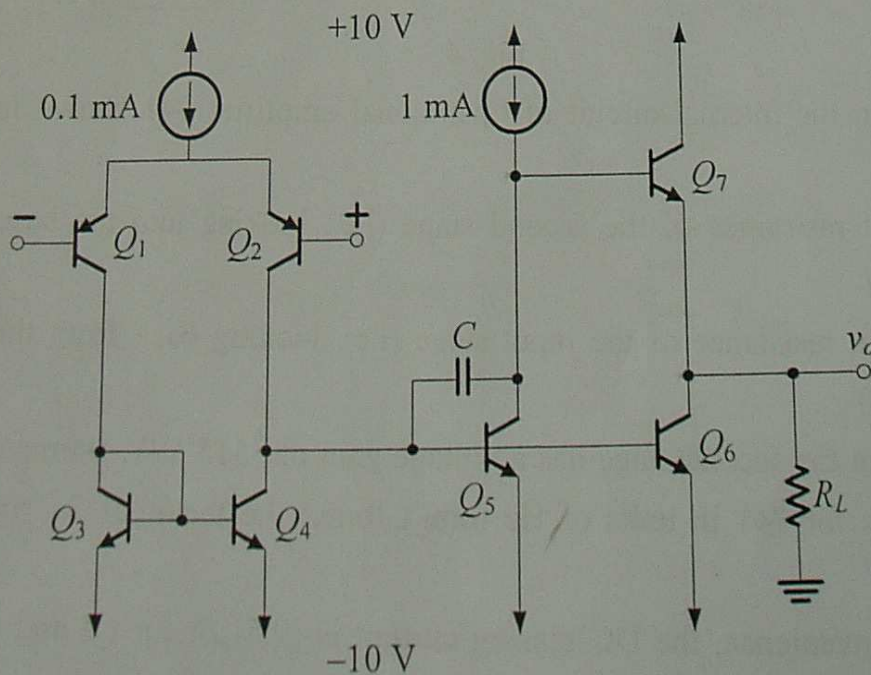 +10 V
0.1 mA
1 mA
Q7
− +
Q1 Q2
C
vo
Q5 Q6
RL
Q3 Q4
−10 V